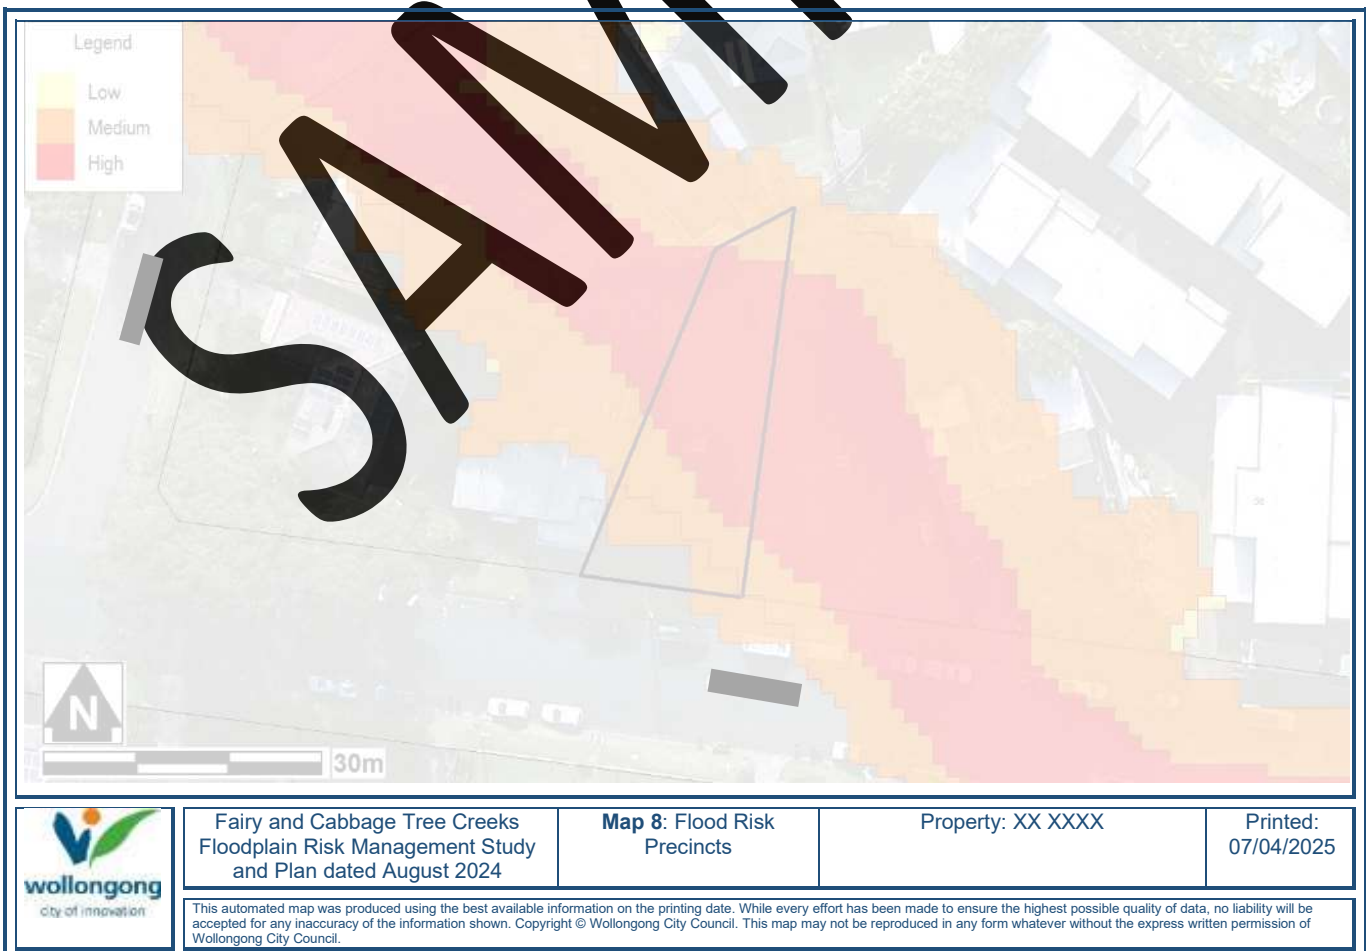 Legend
Low
Medium
High
SAM
N
30m
wollongong
city of innovation
Fairy and Cabbage Tree Creeks
Floodplain Risk Management Study
and Plan dated August 2024
Map 8: Flood Risk
Precincts
Property: XX XXXX
Printed:
07/04/2025
This automated map was produced using the best available information on the printing date. While every effort has been made to ensure the highest possible quality of data, no liability will be
accepted for any inaccuracy of the information shown. Copyright © Wollongong City Council. This map may not be reproduced in any form whatever without the express written permission of
Wollongong City Council.